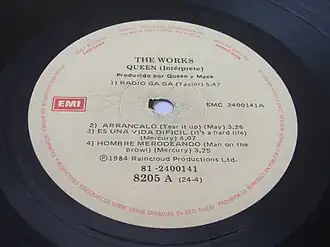 THE WORKS
QUEEN (Intérprete)
Producido por Queen y Mack
1) RADIO GA GA (Taylor) 5,47
EMI
EMC 2400141A
2) ARRANCALO (Tear it up) (May) 3,26
3) ES UNA VIDA DIFICIL (It's a hard life)
(Mercury) 4,07
4) HOMBRE MERODEANDO (Man on the
prowl) (Mercury) 3,25
Ⓟ1984 Raincloud Productions Ltd.
81-2400141
8205 A (24-4)